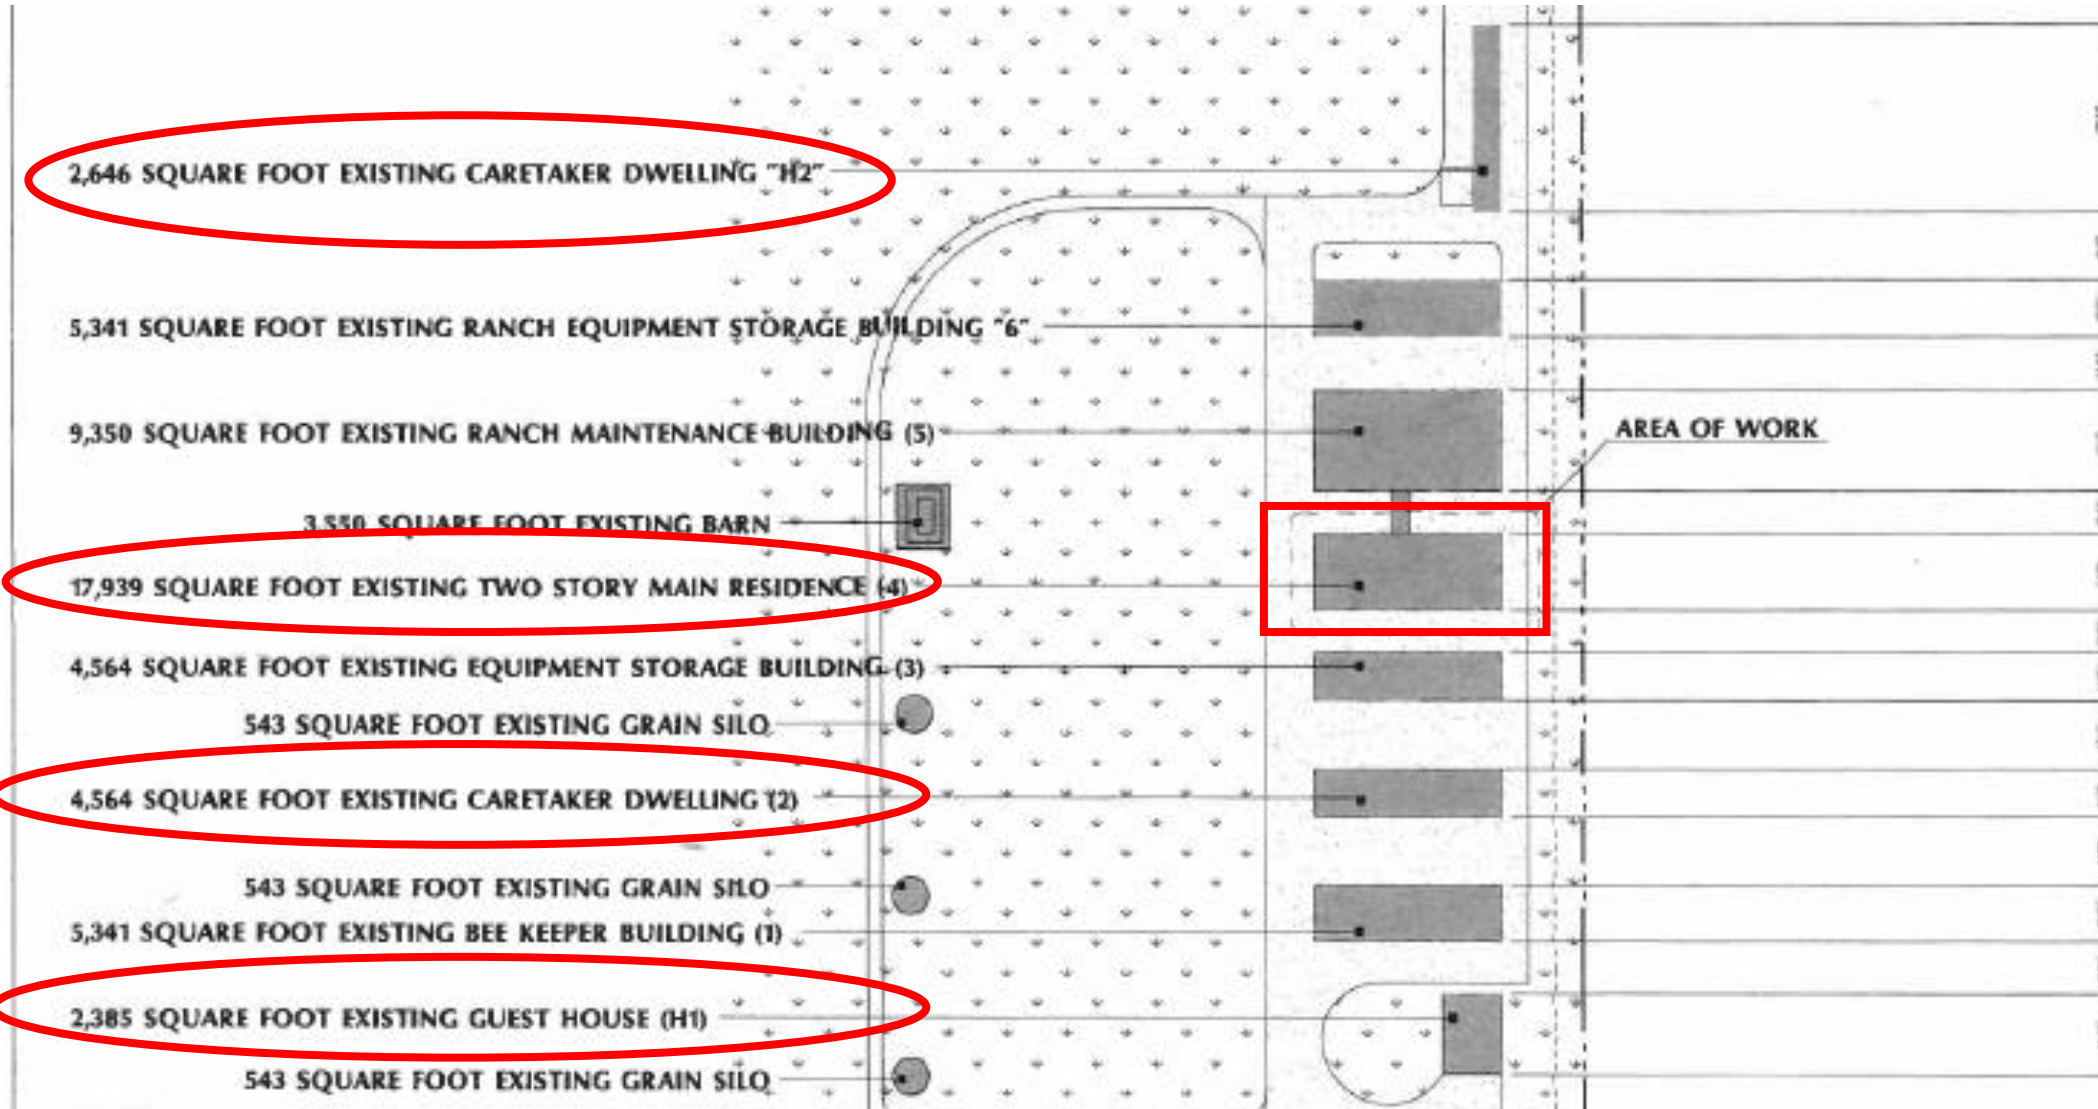 2,646 SQUARE FOOT EXISTING CARETAKER DWELLING "H2"
5,341 SQUARE FOOT EXISTING RANCH EQUIPMENT STORAGE BUILDING "6"
9,350 SQUARE FOOT EXISTING RANCH MAINTENANCE BUILDING (5)
AREA OF WORK
3,550 SQUARE FOOT EXISTING BARN
17,939 SQUARE FOOT EXISTING TWO STORY MAIN RESIDENCE (4)
4,564 SQUARE FOOT EXISTING EQUIPMENT STORAGE BUILDING (3)
543 SQUARE FOOT EXISTING GRAIN SILO
4,564 SQUARE FOOT EXISTING CARETAKER DWELLING (2)
543 SQUARE FOOT EXISTING GRAIN SILO
5,341 SQUARE FOOT EXISTING BEE KEEPER BUILDING (1)
2,385 SQUARE FOOT EXISTING GUEST HOUSE (H1)
543 SQUARE FOOT EXISTING GRAIN SILO